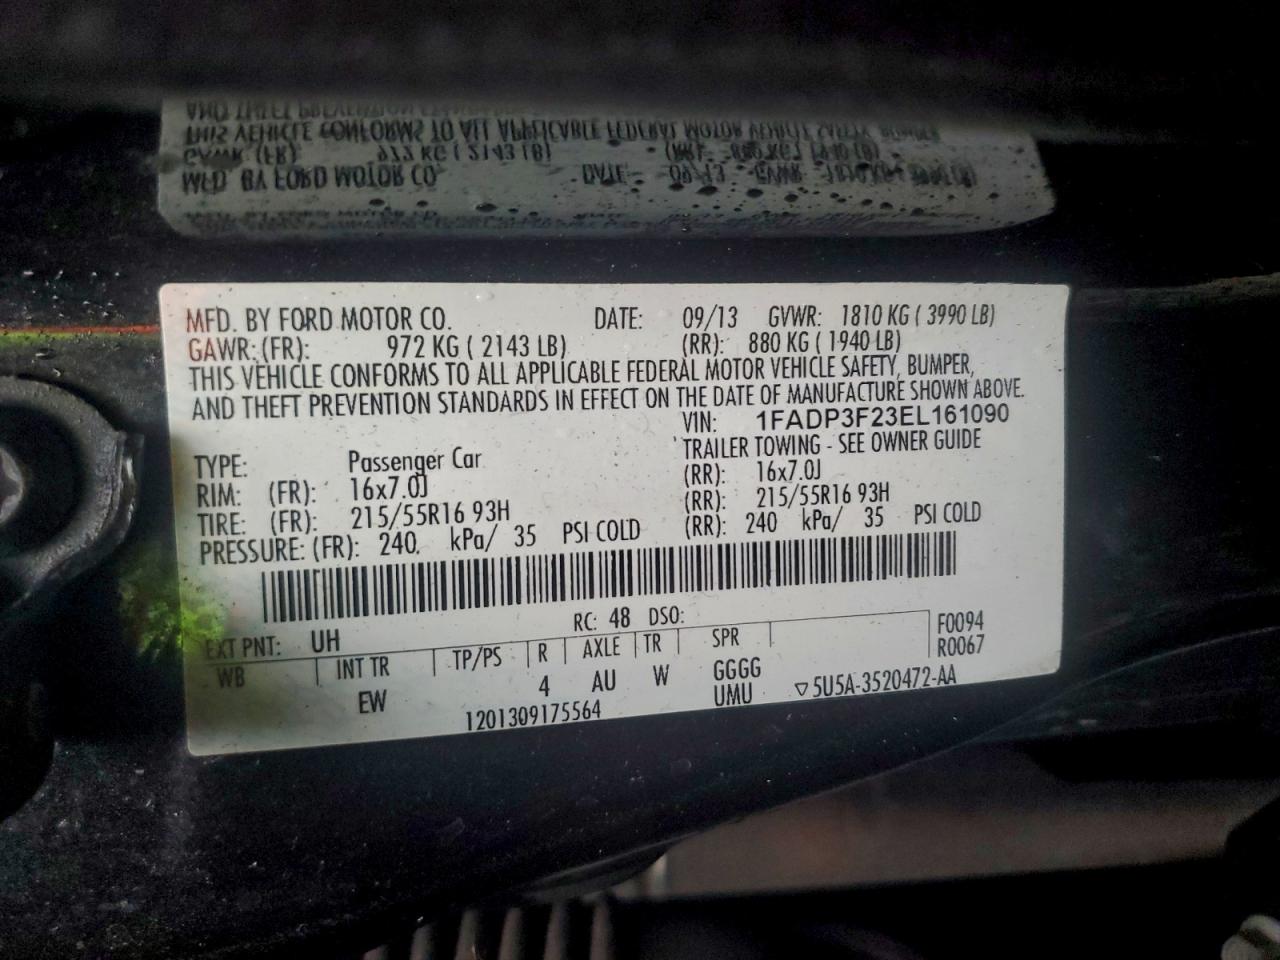 MFD. BY FORD MOTOR CO. DATE: 09/13 GVWR: 1810 KG ( 3990 LB)
GAWR: (FR): 972 KG ( 2143 LB) (RR): 880 KG ( 1940 LB)
THIS VEHICLE CONFORMS TO ALL APPLICABLE FEDERAL MOTOR VEHICLE SAFETY, BUMPER,
AND THEFT PREVENTION STANDARDS IN EFFECT ON THE DATE OF MANUFACTURE SHOWN ABOVE.
VIN: 1FADP3F23EL161090
TRAILER TOWING - SEE OWNER GUIDE
TYPE: Passenger Car
RIM: (FR): 16x7.0J (RR): 16x7.0J
TIRE: (FR): 215/55R16 93H (RR): 215/55R16 93H
PRESSURE: (FR): 240. kPa/ 35 PSI COLD (RR): 240 kPa/ 35 PSI COLD
RC: 48 DSO:
EXT PNT: UH F0094
WB INT TR TP/PS R AXLE TR SPR R0067
EW 4 AU W GGGG
1201309175564 UMU ▽5U5A-3520472-AA